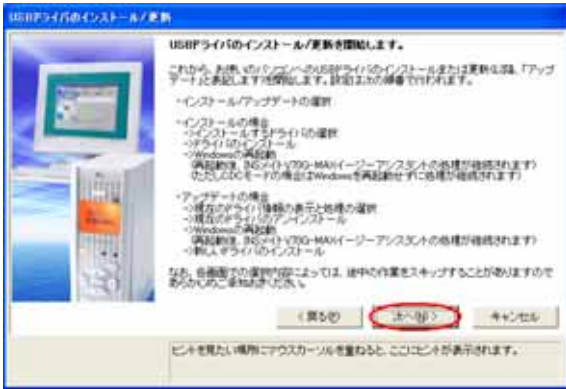 USBドライバのインストール/更新
USBドライバのインストール/更新を開始します。
これから、お使いのパソコンへのUSBドライバのインストールまたは更新(以降、「アップ
デート」と表記します)を開始します。設定は次の順番で行われます。
・インストール/アップデートの選択
・インストールの場合
->インストールするドライバの選択
->ドライバのインストール
->Windowsの再起動
(再起動後、INSメイトV70G-MAXイージーアシスタントの処理が継続されます)
(ただしCDCモードの場合はWindowsを再起動せずに処理が継続されます)
・アップデートの場合
->現在のドライバ情報の表示と処理の選択
->現在のドライバのアンインストール
->Windowsの再起動
(再起動後、INSメイトV70G-MAXイージーアシスタントの処理が継続されます)
->新しいドライバのインストール
なお、各画面での選択内容によっては、途中の作業をスキップすることがありますので
あらかじめご承知おきください。
<戻る(B) 次へ(N)> キャンセル
ヒントを見たい場所にマウスカーソルを重ねると、ここにヒントが表示されます。